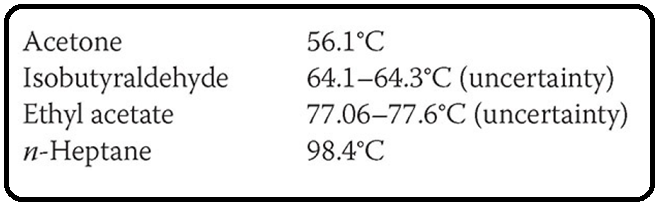 Acetone 56.1°C
Isobutyraldehyde 64.1–64.3°C (uncertainty)
Ethyl acetate 77.06–77.6°C (uncertainty)
n-Heptane 98.4°C